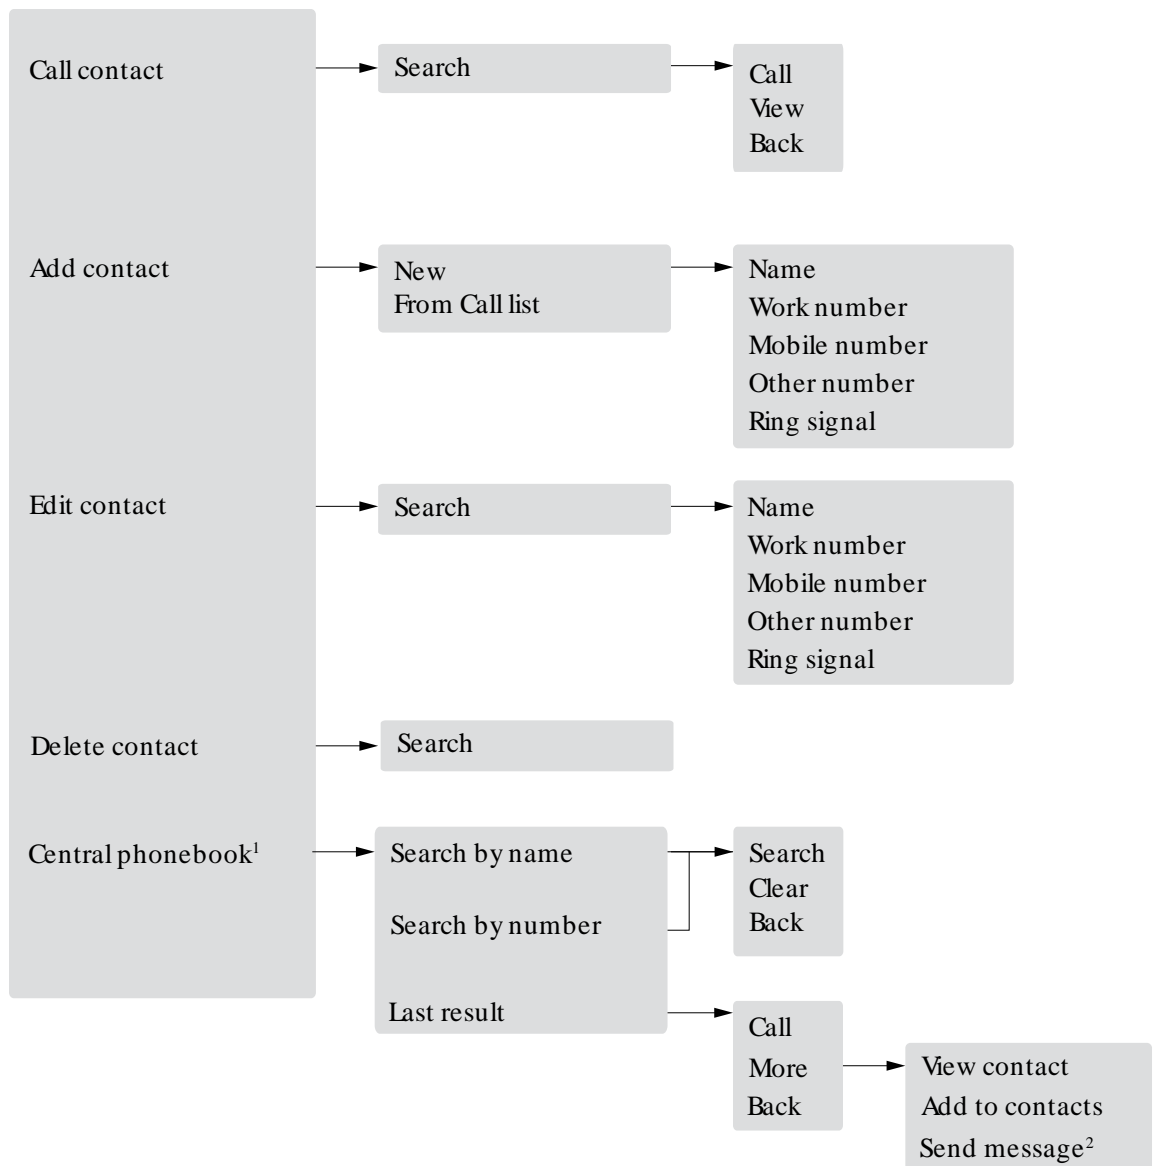 Call contact
Search
Call
View
Back
Add contact
New
From Call list
Name
Work number
Mobile number
Other number
Ring signal
Edit contact
Search
Name
Work number
Mobile number
Other number
Ring signal
Delete contact
Search
Central phonebook¹
Search by name
Search by number
Last result
Search
Clear
Back
Call
More
Back
View contact
Add to contacts
Send message²